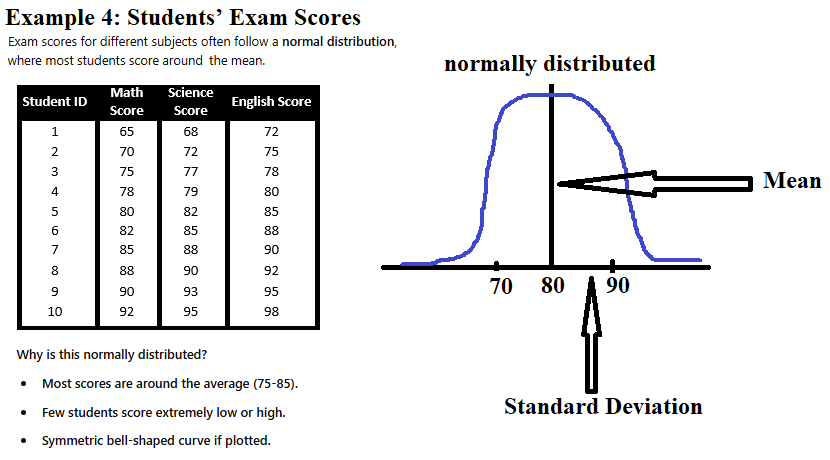 Example 4: Students’ Exam Scores
Exam scores for different subjects often follow a normal distribution,
where most students score around the mean.
Student ID Math Score Science Score English Score
1 65 68 72
2 70 72 75
3 75 77 78
4 78 79 80
5 80 82 85
6 82 85 88
7 85 88 90
8 88 90 92
9 90 93 95
10 92 95 98
Why is this normally distributed?
• Most scores are around the average (75-85).
• Few students score extremely low or high.
• Symmetric bell-shaped curve if plotted.
normally distributed
Mean
70 80 90
Standard Deviation